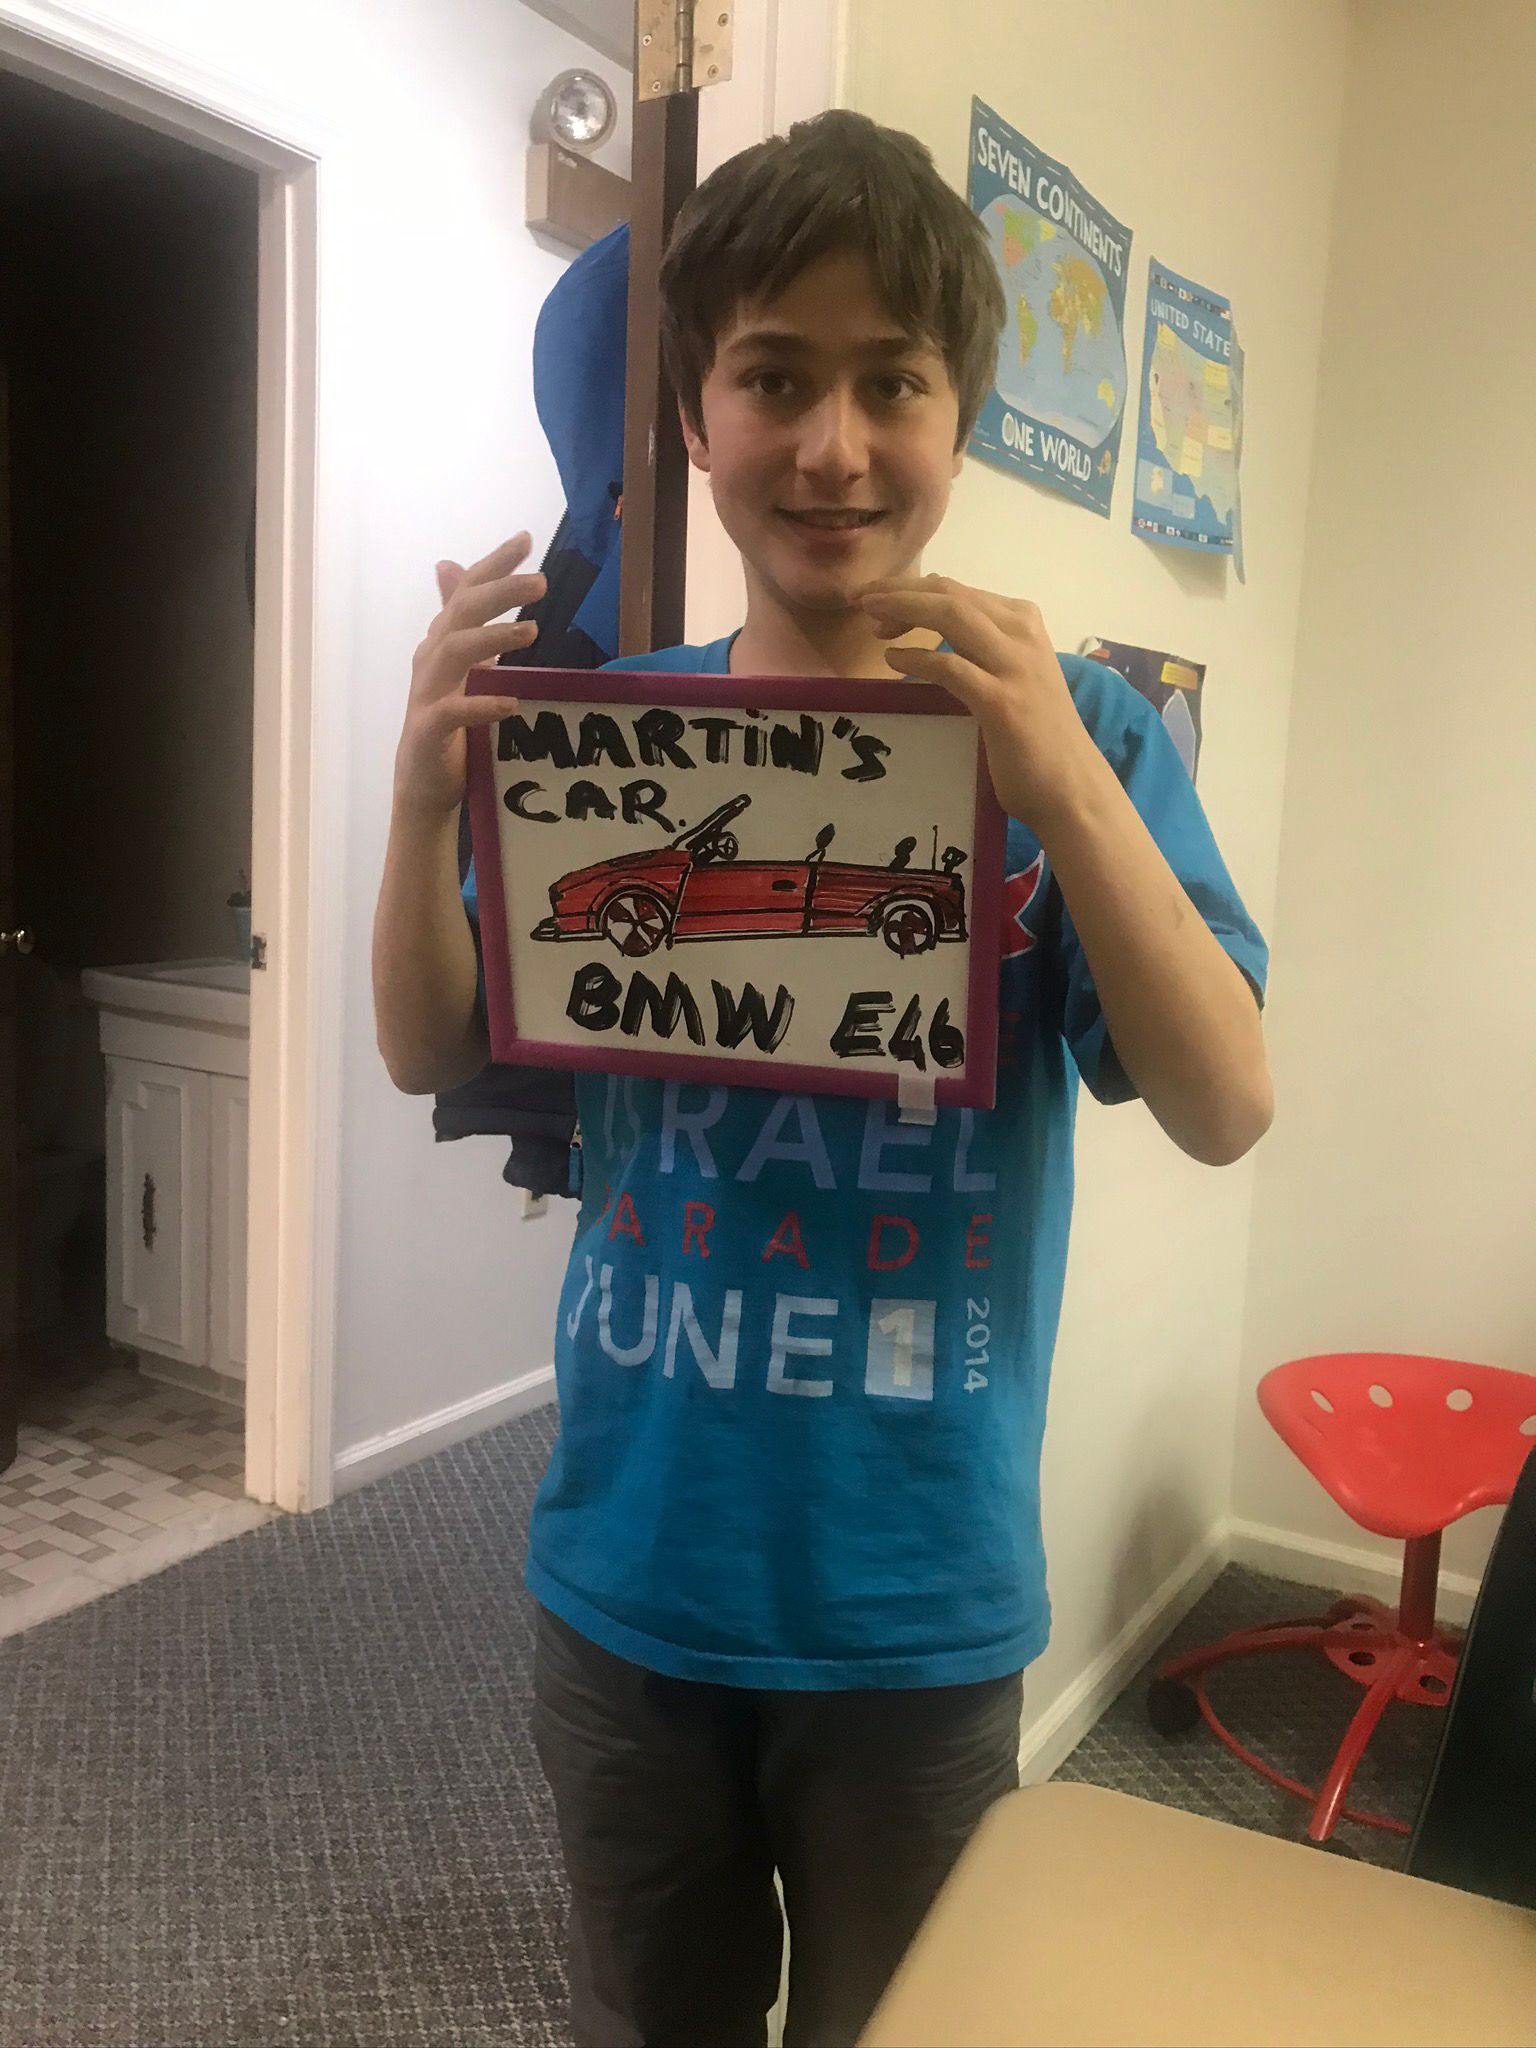 MARTiN"S
CAR.
BMW E46
ISRAEL
PARADE
JUNE 1
2014
SEVEN CONTINENTS
ONE WORLD
UNITED STATE